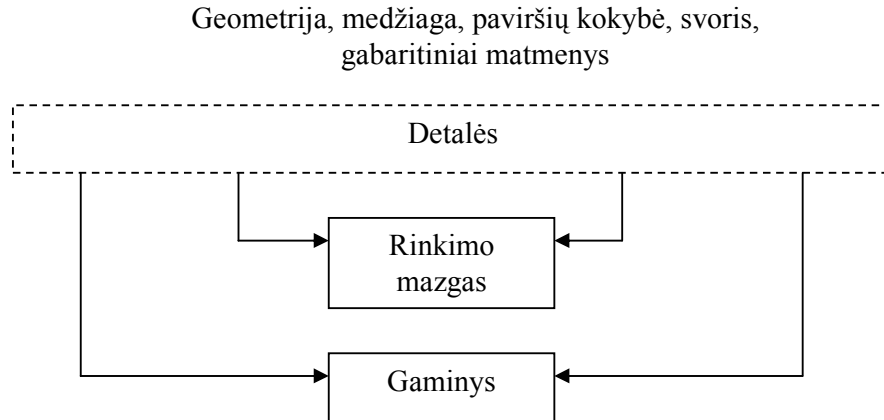 Geometrija, medžiaga, paviršių kokybė, svoris,
gabaritiniai matmenys
Detalės
Rinkimo
mazgas
Gaminys